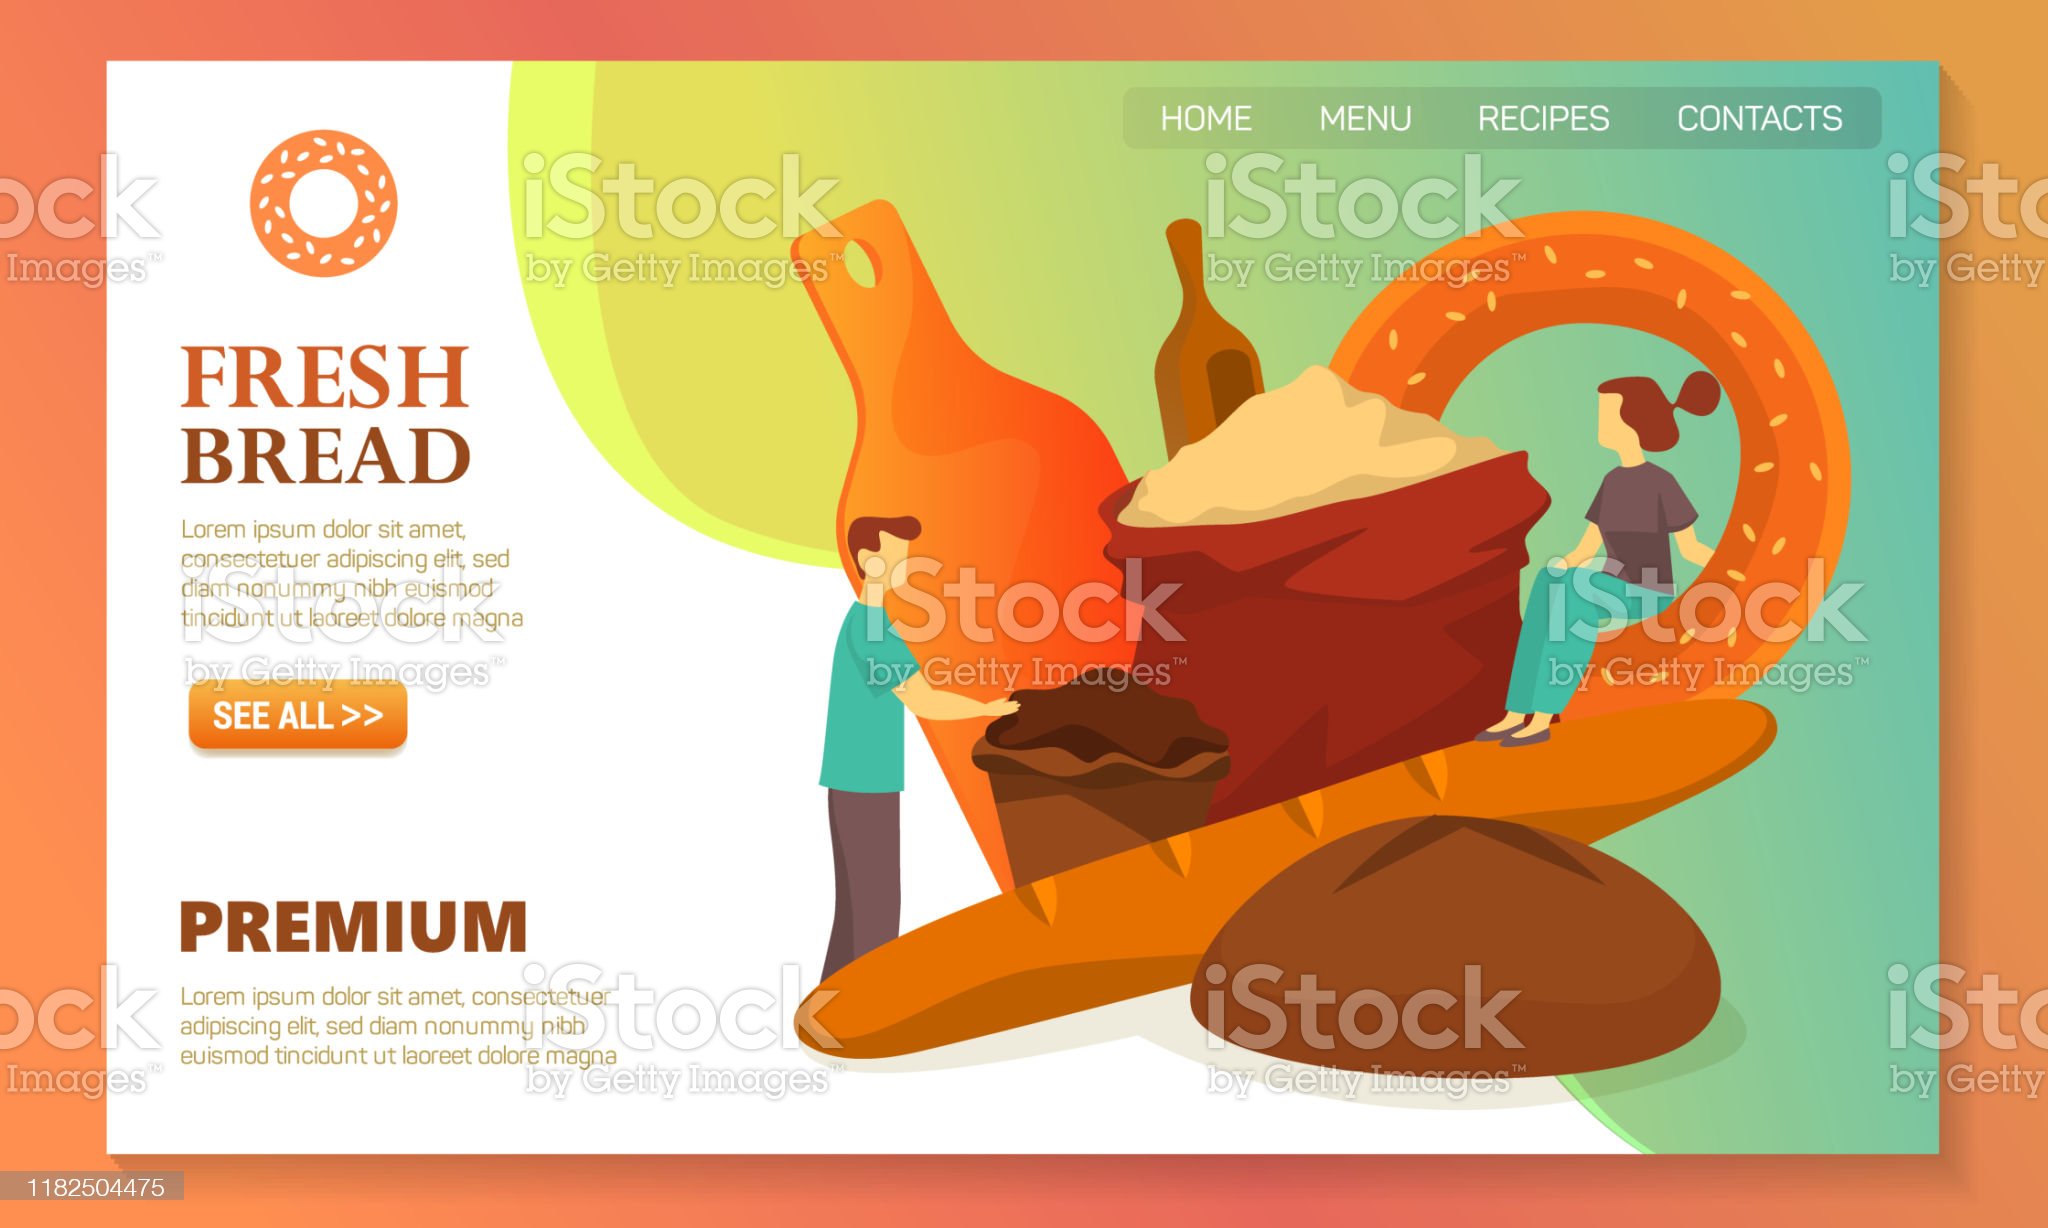 HOME MENU RECIPES CONTACTS
FRESH
BREAD
Lorem ipsum dolor sit amet,
consectetuer adipiscing elit, sed
diam nonummy nibh euismod
tincidunt ut laoreet dolore magna
SEE ALL >>
PREMIUM
Lorem ipsum dolor sit amet, consectetuer
adipiscing elit, sed diam nonummy nibh
euismod tincidunt ut laoreet dolore magna
iStock
by Getty Images™
1182504475